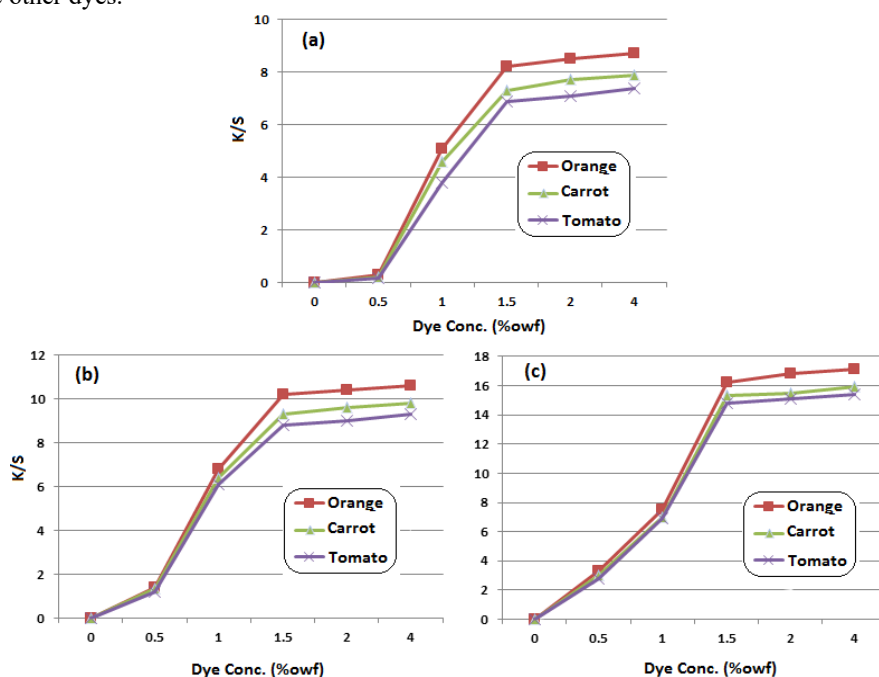 other dyes.
(a)
10
8
6
4
2
0
K/S
0 0.5 1 1.5 2 4
Dye Conc. (%owf)
Orange
Carrot
Tomato
(b)
12
10
8
6
4
2
0
K/S
0 0.5 1 1.5 2 4
Dye Conc. (%owf)
Orange
Carrot
Tomato
(c)
18
16
14
12
10
8
6
4
2
0
0 0.5 1 1.5 2 4
Dye Conc. (%owf)
Orange
Carrot
Tomato